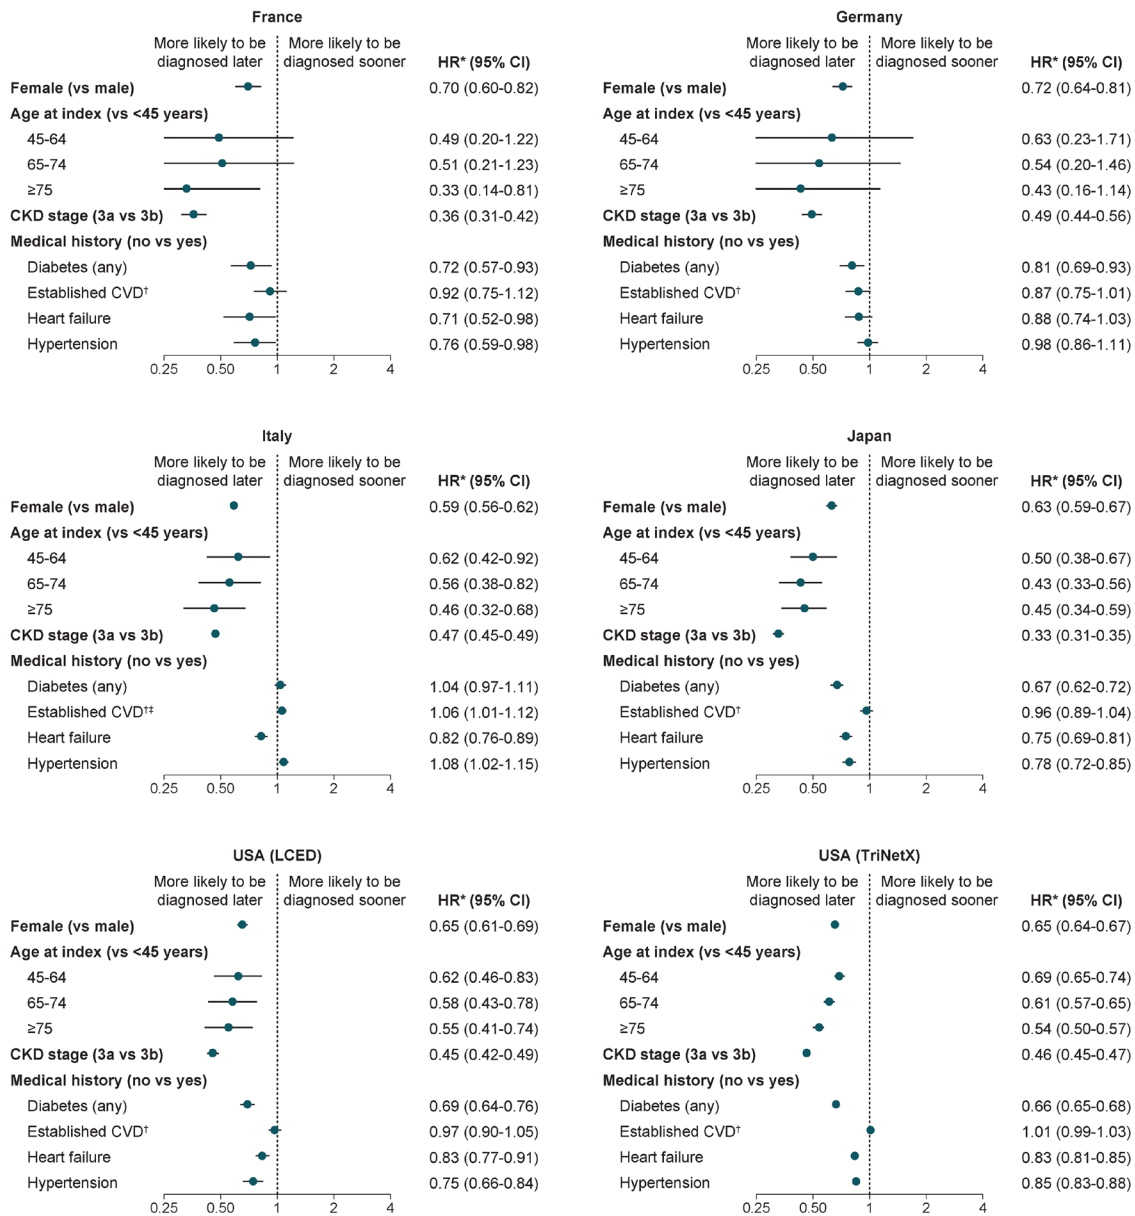 France
More likely to be More likely to be
diagnosed later diagnosed sooner HR* (95% CI)
Female (vs male) 0.70 (0.60-0.82)
Age at index (vs <45 years)
45-64 0.49 (0.20-1.22)
65-74 0.51 (0.21-1.23)
≥75 0.33 (0.14-0.81)
CKD stage (3a vs 3b) 0.36 (0.31-0.42)
Medical history (no vs yes)
Diabetes (any) 0.72 (0.57-0.93)
Established CVD† 0.92 (0.75-1.12)
Heart failure 0.71 (0.52-0.98)
Hypertension 0.76 (0.59-0.98)
0.25 0.50 1 2 4
Germany
More likely to be More likely to be
diagnosed later diagnosed sooner HR* (95% CI)
Female (vs male) 0.72 (0.64-0.81)
Age at index (vs <45 years)
45-64 0.63 (0.23-1.71)
65-74 0.54 (0.20-1.46)
≥75 0.43 (0.16-1.14)
CKD stage (3a vs 3b) 0.49 (0.44-0.56)
Medical history (no vs yes)
Diabetes (any) 0.81 (0.69-0.93)
Established CVD† 0.87 (0.75-1.01)
Heart failure 0.88 (0.74-1.03)
Hypertension 0.98 (0.86-1.11)
0.25 0.50 1 2 4
Italy
More likely to be More likely to be
diagnosed later diagnosed sooner HR* (95% CI)
Female (vs male) 0.59 (0.56-0.62)
Age at index (vs <45 years)
45-64 0.62 (0.42-0.92)
65-74 0.56 (0.38-0.82)
≥75 0.46 (0.32-0.68)
CKD stage (3a vs 3b) 0.47 (0.45-0.49)
Medical history (no vs yes)
Diabetes (any) 1.04 (0.97-1.11)
Established CVD†‡ 1.06 (1.01-1.12)
Heart failure 0.82 (0.76-0.89)
Hypertension 1.08 (1.02-1.15)
0.25 0.50 1 2 4
Japan
More likely to be More likely to be
diagnosed later diagnosed sooner HR* (95% CI)
Female (vs male) 0.63 (0.59-0.67)
Age at index (vs <45 years)
45-64 0.50 (0.38-0.67)
65-74 0.43 (0.33-0.56)
≥75 0.45 (0.34-0.59)
CKD stage (3a vs 3b) 0.33 (0.31-0.35)
Medical history (no vs yes)
Diabetes (any) 0.67 (0.62-0.72)
Established CVD† 0.96 (0.89-1.04)
Heart failure 0.75 (0.69-0.81)
Hypertension 0.78 (0.72-0.85)
0.25 0.50 1 2 4
USA (LCED)
More likely to be More likely to be
diagnosed later diagnosed sooner HR* (95% CI)
Female (vs male) 0.65 (0.61-0.69)
Age at index (vs <45 years)
45-64 0.62 (0.46-0.83)
65-74 0.58 (0.43-0.78)
≥75 0.55 (0.41-0.74)
CKD stage (3a vs 3b) 0.45 (0.42-0.49)
Medical history (no vs yes)
Diabetes (any) 0.69 (0.64-0.76)
Established CVD† 0.97 (0.90-1.05)
Heart failure 0.83 (0.77-0.91)
Hypertension 0.75 (0.66-0.84)
0.25 0.50 1 2 4
USA (TriNetX)
More likely to be More likely to be
diagnosed later diagnosed sooner HR* (95% CI)
Female (vs male) 0.65 (0.64-0.67)
Age at index (vs <45 years)
45-64 0.69 (0.65-0.74)
65-74 0.61 (0.57-0.65)
≥75 0.54 (0.50-0.57)
CKD stage (3a vs 3b) 0.46 (0.45-0.47)
Medical history (no vs yes)
Diabetes (any) 0.66 (0.65-0.68)
Established CVD† 1.01 (0.99-1.03)
Heart failure 0.83 (0.81-0.85)
Hypertension 0.85 (0.83-0.88)
0.25 0.50 1 2 4